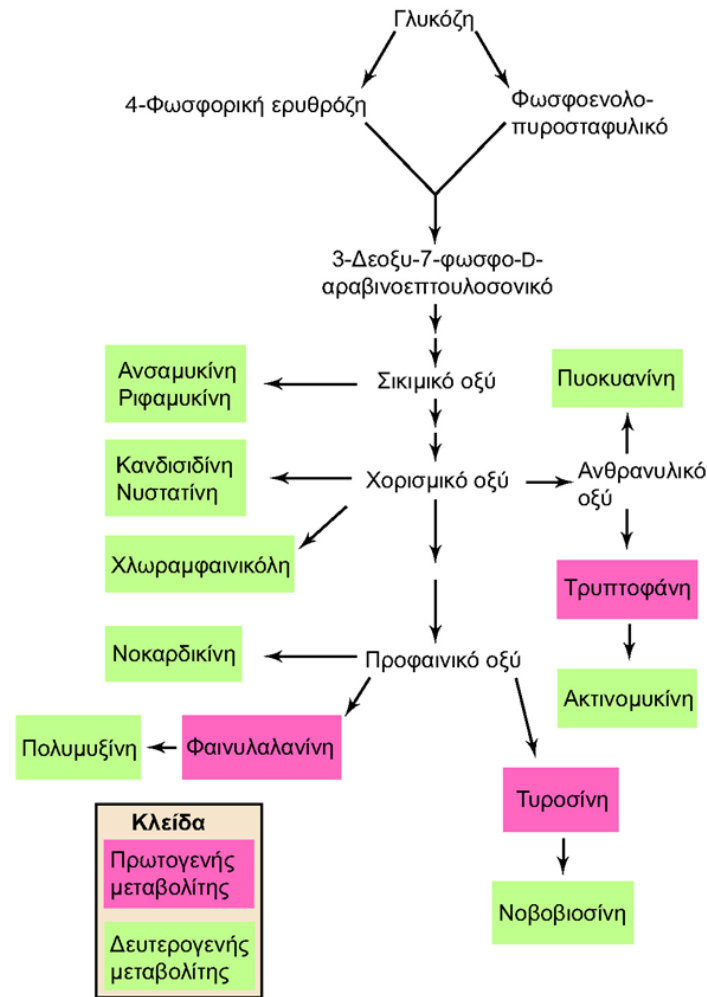 Γλυκόζη
4-Φωσφορική ερυθρόζη
Φωσφοενολο-
πυροσταφυλικό
3-Δεοξυ-7-φωσφο-D-
αραβινοεπτουλοσονικό
Ανσαμυκίνη
Ριφαμυκίνη
Σικιμικό οξύ
Πυοκυανίνη
Κανδισιδίνη
Νυστατίνη
Χορισμικό οξύ
Ανθρανυλικό
οξύ
Χλωραμφαινικόλη
Τρυπτοφάνη
Νοκαρδικίνη
Προφαινικό οξύ
Ακτινομυκίνη
Πολυμυξίνη
Φαινυλαλανίνη
Τυροσίνη
Νοβοβιοσίνη
Κλείδα
Πρωτογενής
μεταβολίτης
Δευτερογενής
μεταβολίτης